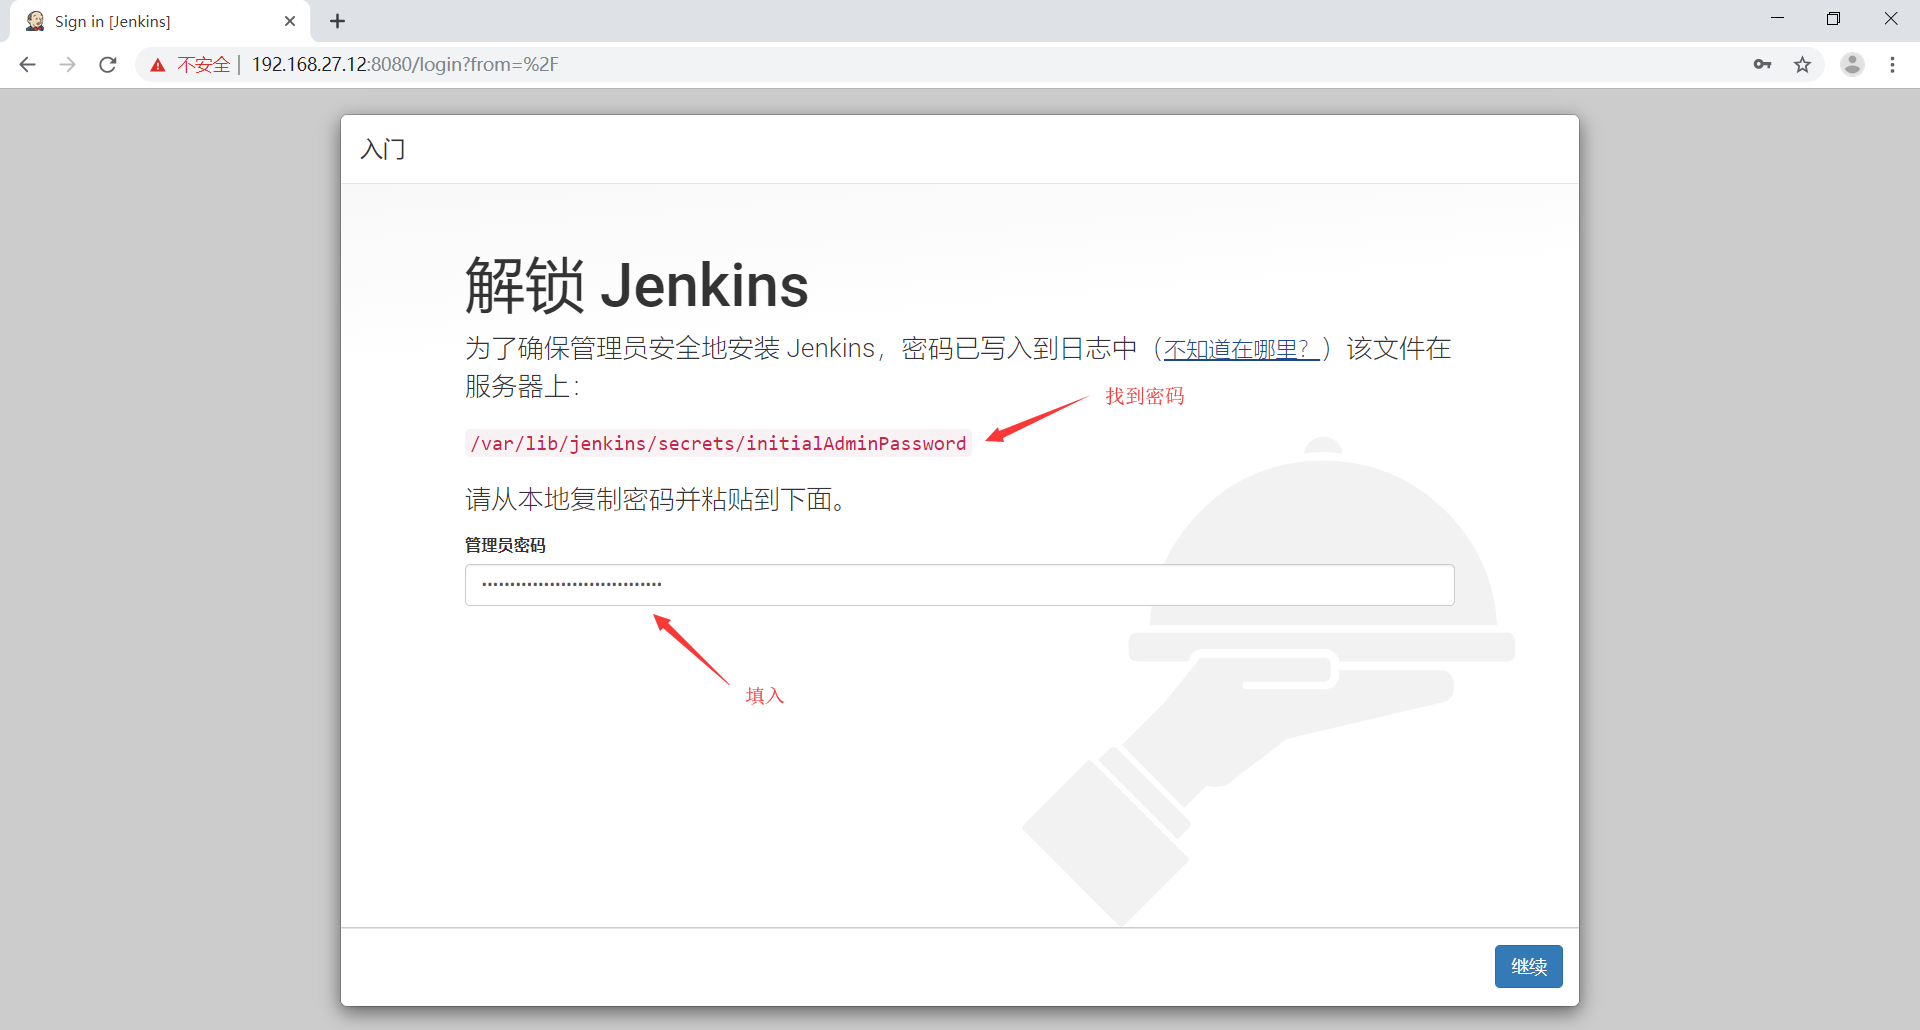 Sign in [Jenkins]
不安全 | 192.168.27.12:8080/login?from=%2F
入门
解锁 Jenkins
为了确保管理员安全地安装 Jenkins，密码已写入到日志中（不知道在哪里？）该文件在
服务器上：
找到密码
/var/lib/jenkins/secrets/initialAdminPassword
请从本地复制密码并粘贴到下面。
管理员密码
填入
继续